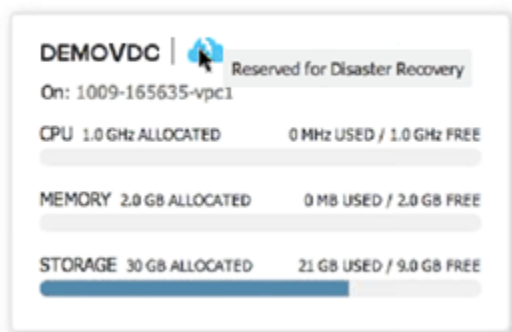 DEMOVDC
Reserved for Disaster Recovery
On: 1009-165635-vpc1
CPU 1.0 GHz ALLOCATED 0 MHz USED / 1.0 GHz FREE
MEMORY 2.0 GB ALLOCATED 0 MB USED / 2.0 GB FREE
STORAGE 30 GB ALLOCATED 21 GB USED / 9.0 GB FREE